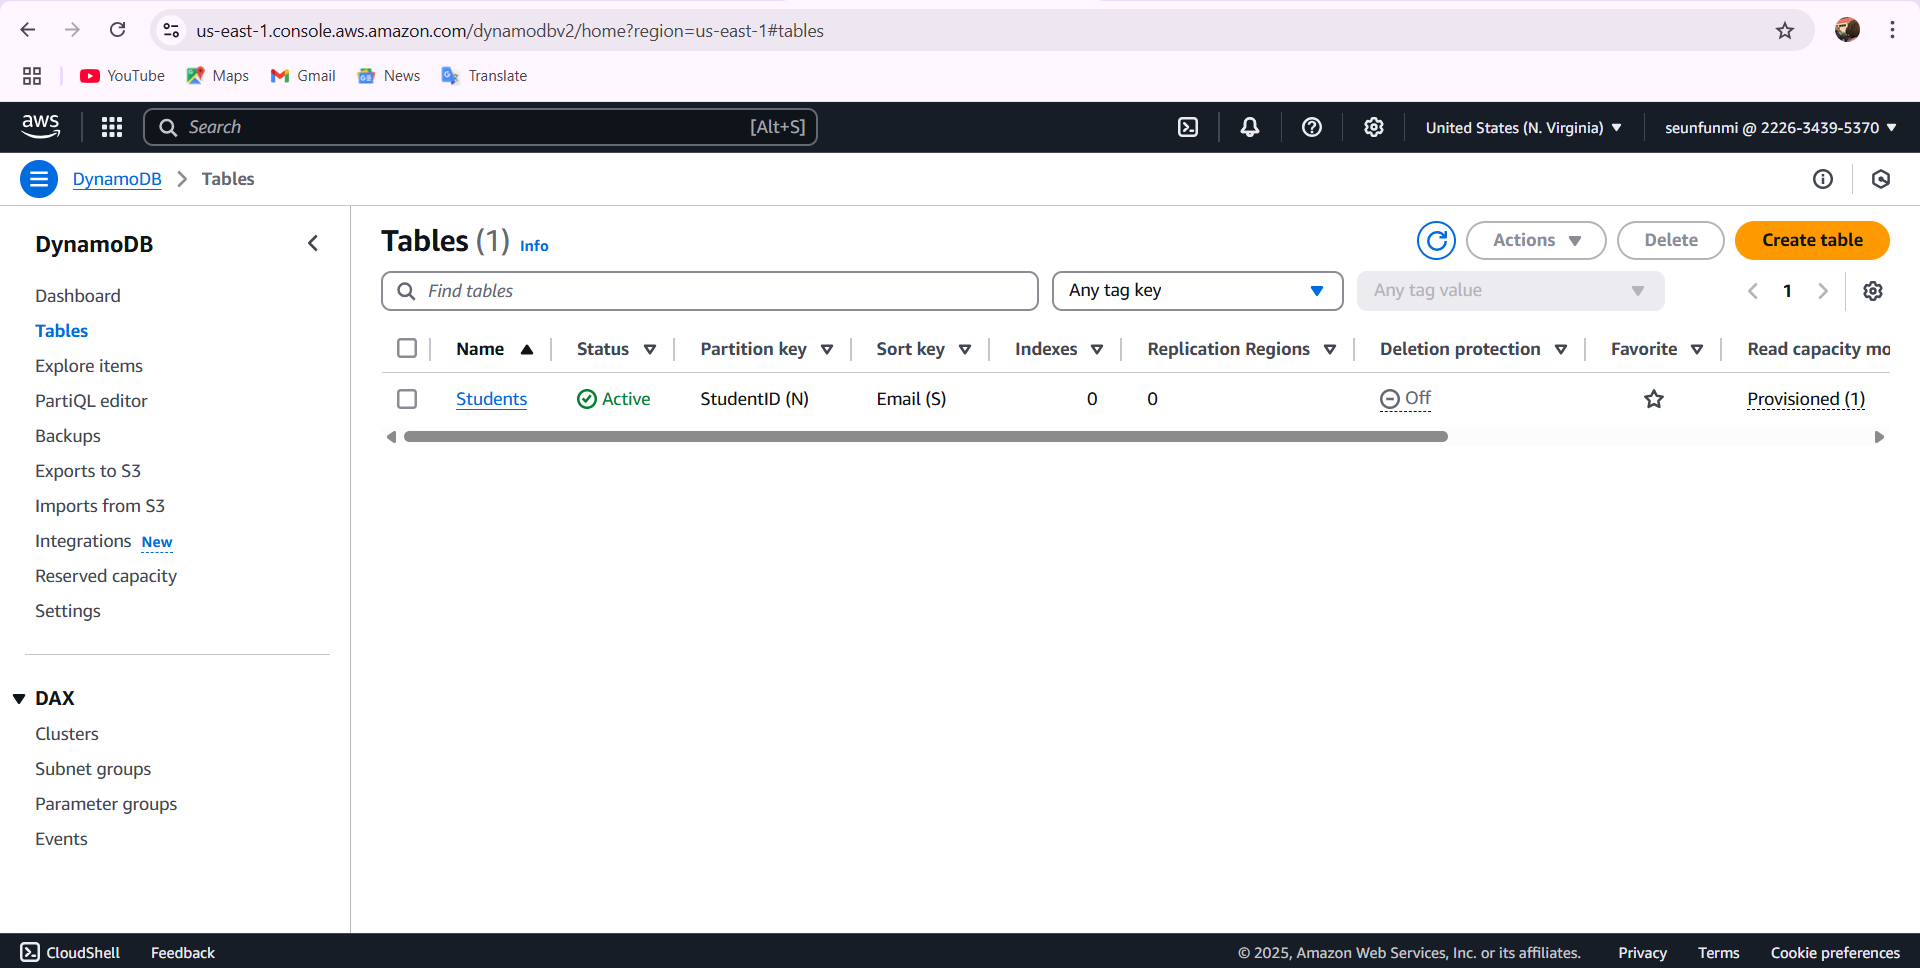 us-east-1.console.aws.amazon.com/dynamodbv2/home?region=us-east-1#tables
YouTube Maps Gmail News Translate
aws Search [Alt+S] United States (N. Virginia) seunfunmi @ 2226-3439-5370
DynamoDB Tables
DynamoDB
Dashboard
Tables
Explore items
PartiQL editor
Backups
Exports to S3
Imports from S3
Integrations New
Reserved capacity
Settings
DAX
Clusters
Subnet groups
Parameter groups
Events
Tables (1) Info Actions Delete Create table
Find tables Any tag key Any tag value 1
Name Status Partition key Sort key Indexes Replication Regions Deletion protection Favorite Read capacity mo
Students Active StudentID (N) Email (S) 0 0 Off Provisioned (1)
CloudShell Feedback © 2025, Amazon Web Services, Inc. or its affiliates. Privacy Terms Cookie preferences